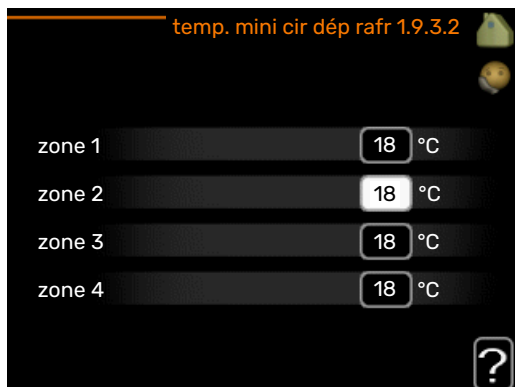 temp. mini cir dép rafr 1.9.3.2
zone 1 18 °C
zone 2 18 °C
zone 3 18 °C
zone 4 18 °C
?